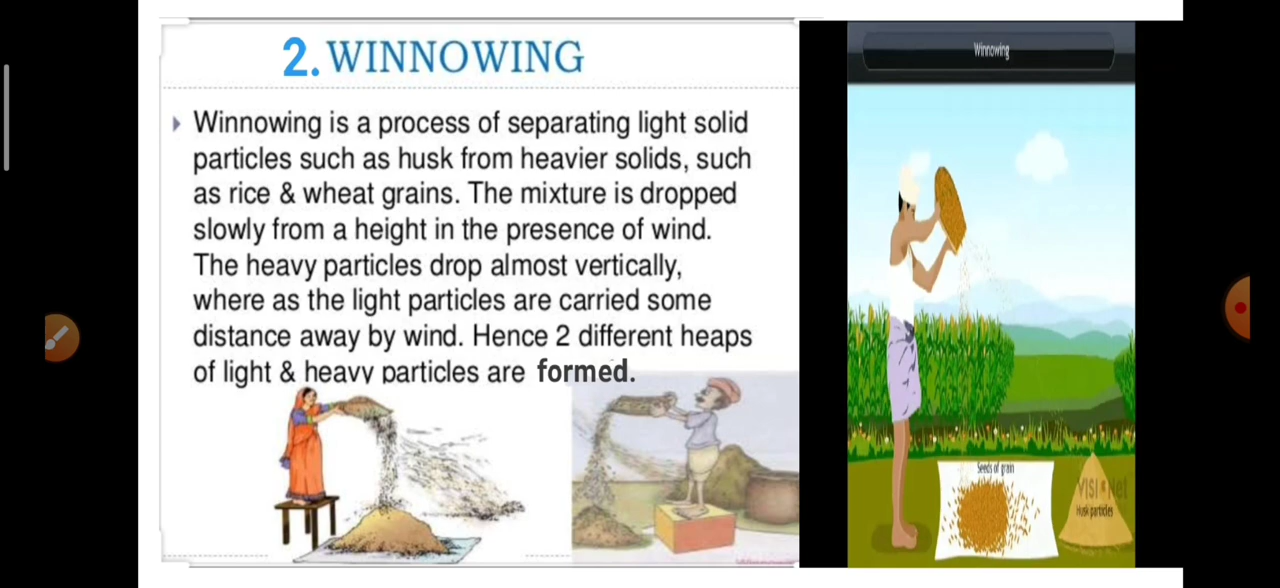 2. WINNOWING
Winnowing is a process of separating light solid
particles such as husk from heavier solids, such
as rice & wheat grains. The mixture is dropped
slowly from a height in the presence of wind.
The heavy particles drop almost vertically,
where as the light particles are carried some
distance away by wind. Hence 2 different heaps
of light & heavy particles are formed.
Winnowing
Seeds of grain
Husk particles